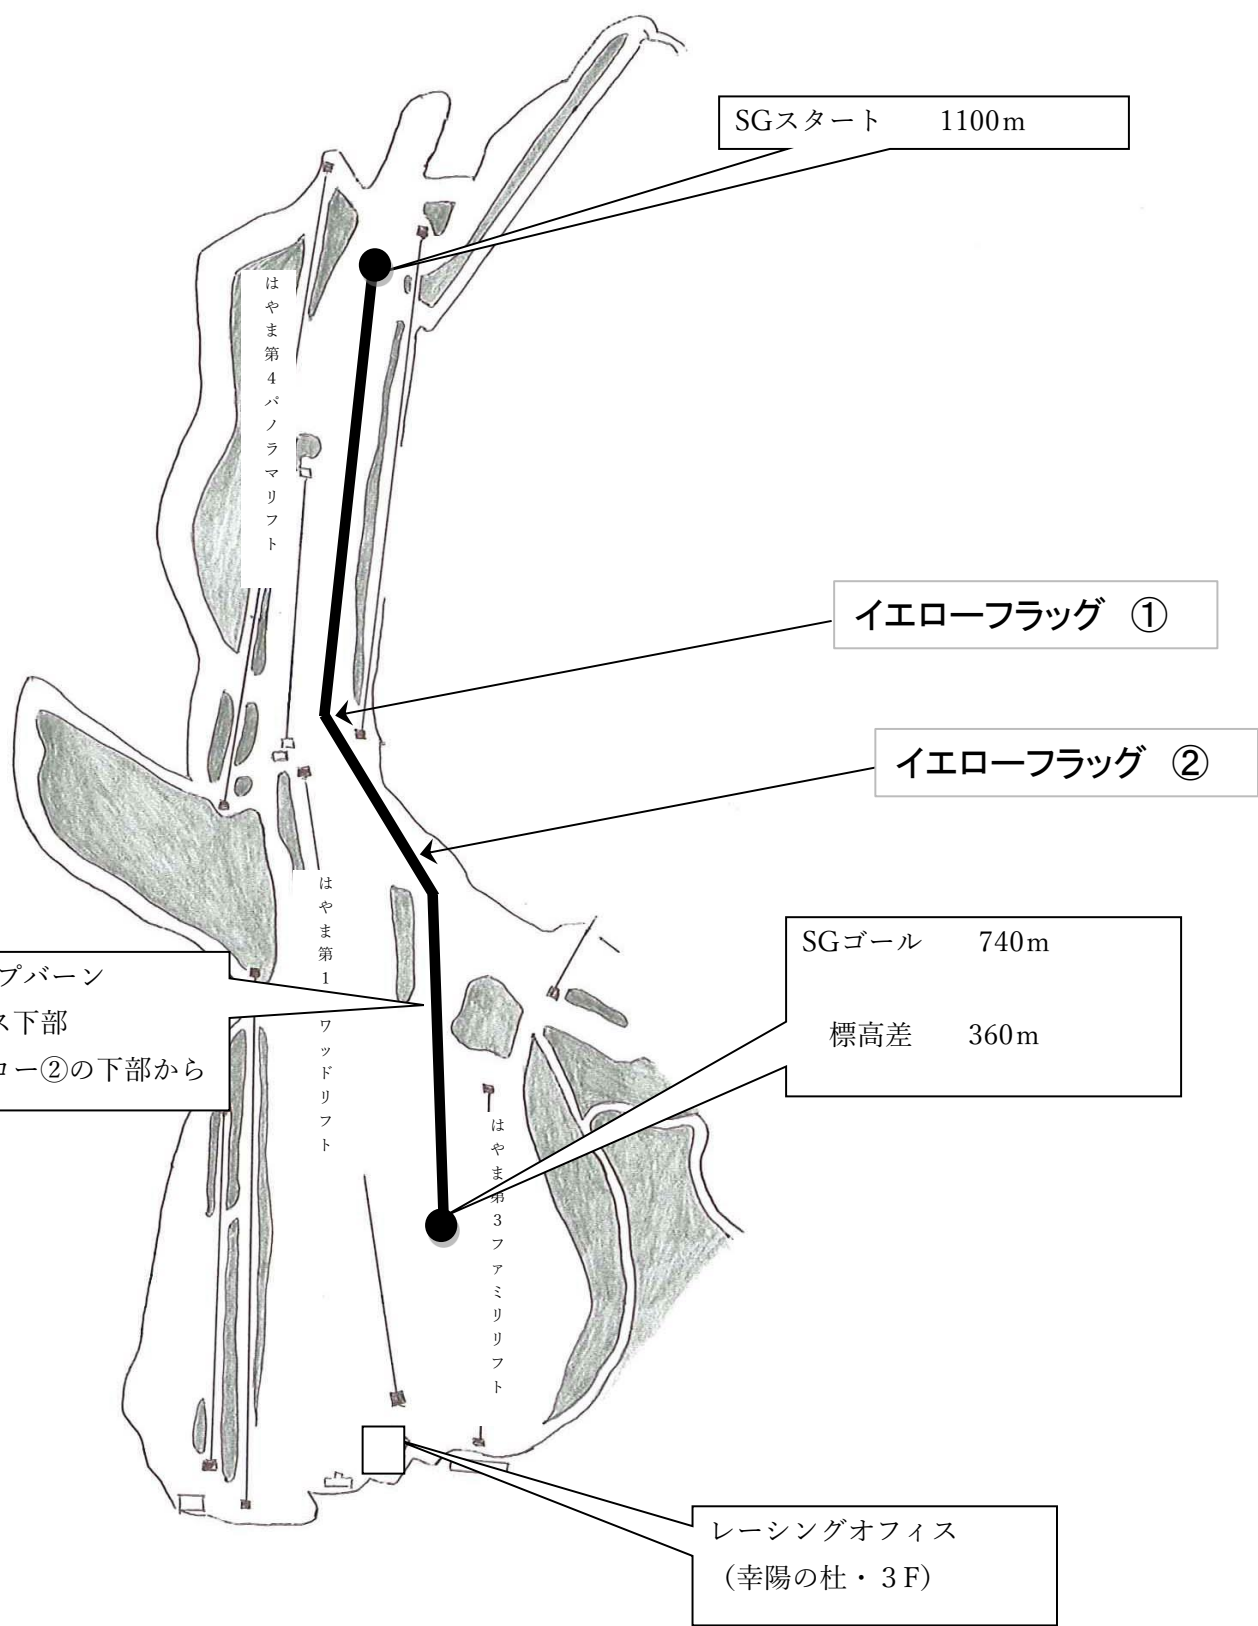 SGスタート　　1100m
はやま第4パノラマリフト
イエローフラッグ　①
イエローフラッグ　②
はやま第1
ワッドリフト
SGゴール　　740m
標高差　　360m
プバーン
ス下部
ロー②の下部から
はやま第3ファミリリフト
レーシングオフィス
（幸陽の杜・３F）